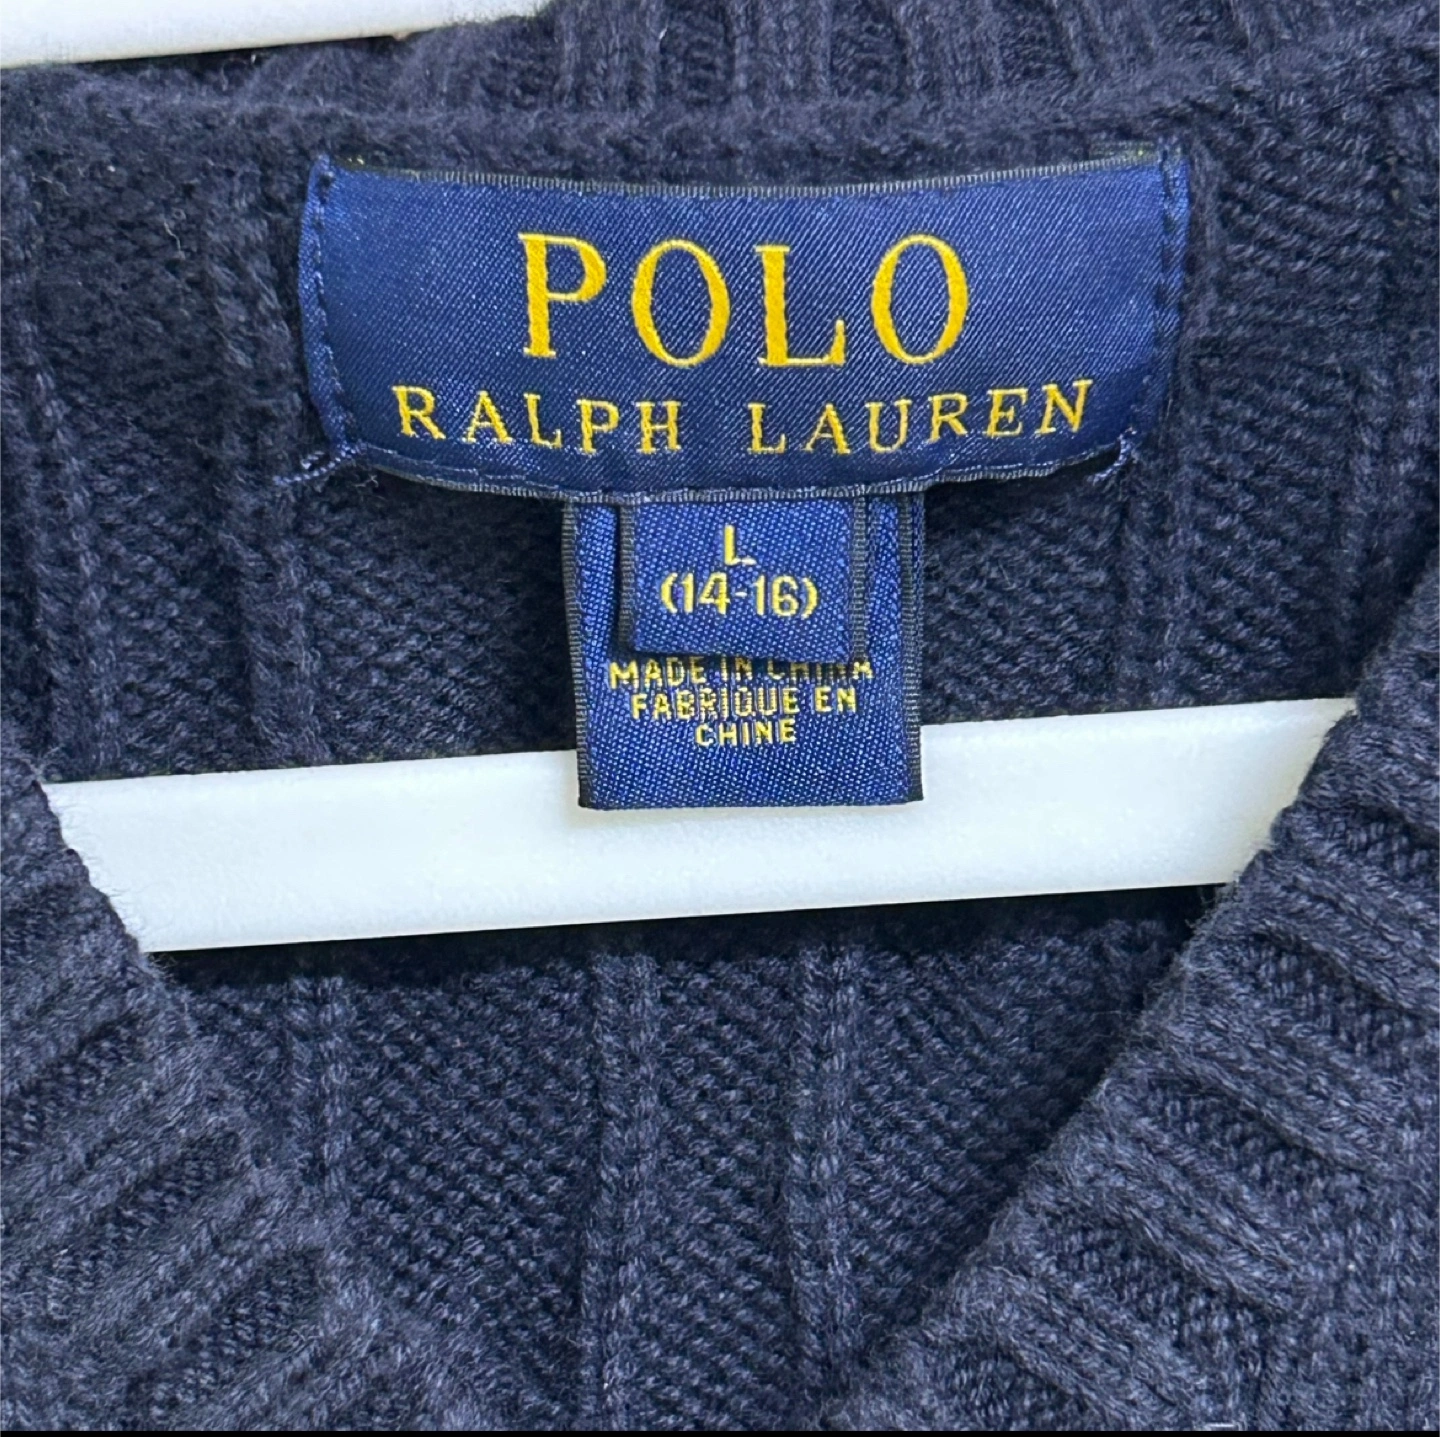 POLO
RALPH LAUREN
L
(14-16)
MADE IN CHINA
FABRIQUE EN
CHINE